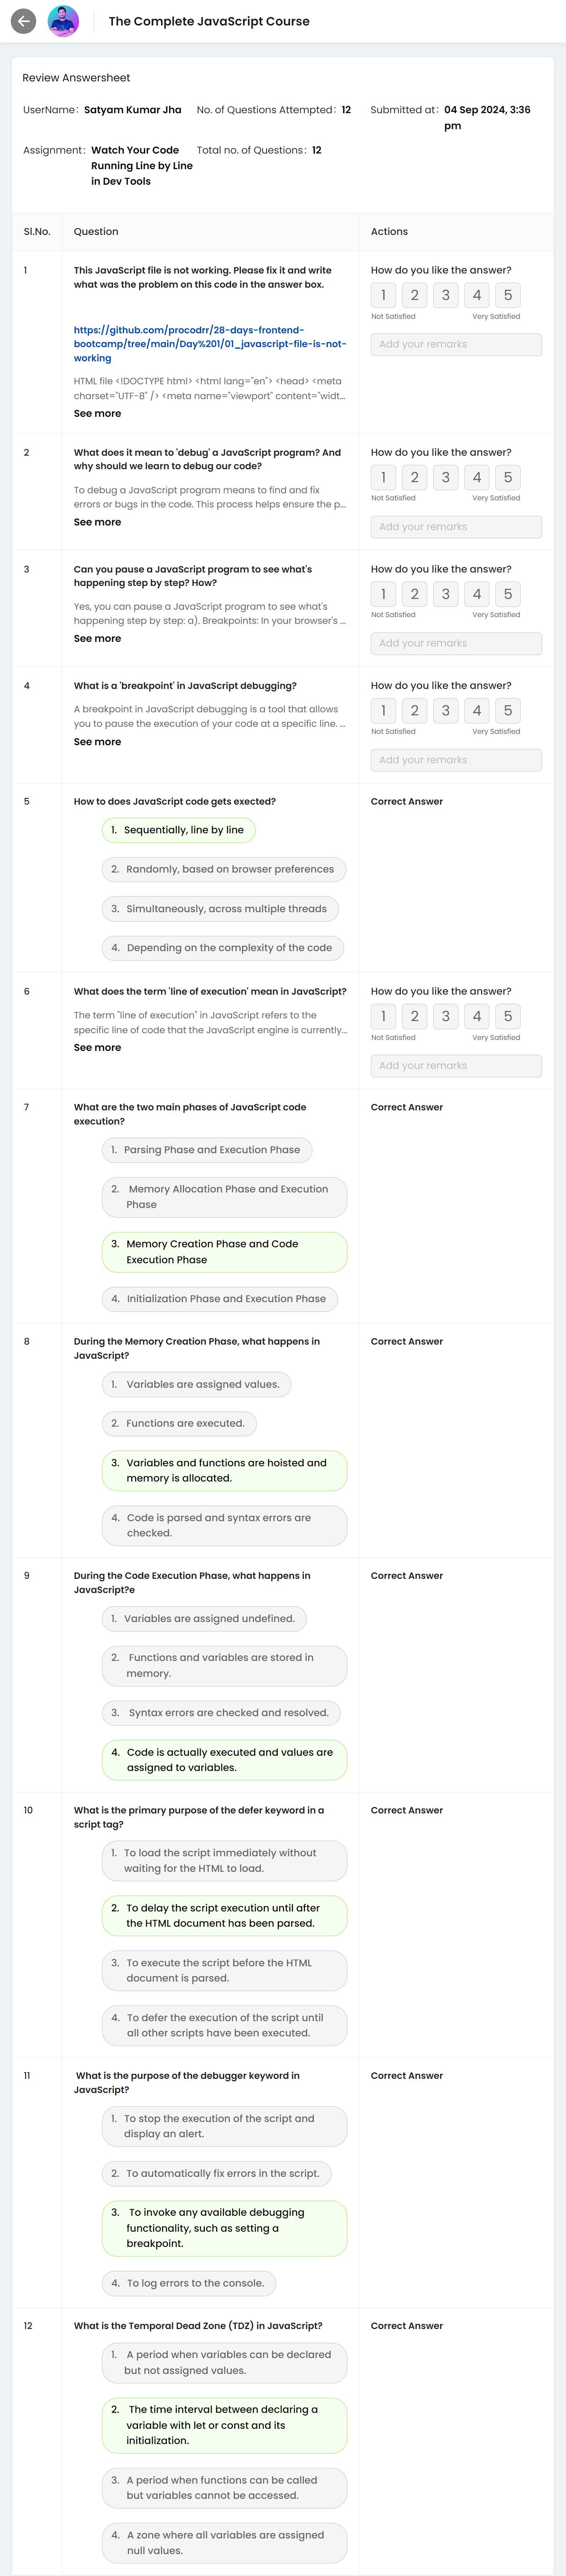 The Complete JavaScript Course
Review Answersheet
UserName: Satyam Kumar Jha
No. of Questions Attempted: 12
Submitted at: 04 Sep 2024, 3:36
pm
Assignment: Watch Your Code
Running Line by Line
in Dev Tools
Total no. of Questions: 12
Sl.No.
Question
Actions
1
This JavaScript file is not working. Please fix it and write
what was the problem on this code in the answer box.
https://github.com/procodrr/28-days-frontend-
bootcamp/tree/main/Day%201/01_javascript-file-is-not-
working
HTML file <!DOCTYPE html> <html lang="en"> <head> <meta
charset="UTF-8" /> <meta name="viewport" content="widt...
See more
How do you like the answer?
1 2 3 4 5
Not Satisfied Very Satisfied
Add your remarks
2
What does it mean to 'debug' a JavaScript program? And
why should we learn to debug our code?
To debug a JavaScript program means to find and fix
errors or bugs in the code. This process helps ensure the p...
See more
How do you like the answer?
1 2 3 4 5
Not Satisfied Very Satisfied
Add your remarks
3
Can you pause a JavaScript program to see what's
happening step by step? How?
Yes, you can pause a JavaScript program to see what's
happening step by step: a). Breakpoints: In your browser's ...
See more
How do you like the answer?
1 2 3 4 5
Not Satisfied Very Satisfied
Add your remarks
4
What is a 'breakpoint' in JavaScript debugging?
A breakpoint in JavaScript debugging is a tool that allows
you to pause the execution of your code at a specific line. ...
See more
How do you like the answer?
1 2 3 4 5
Not Satisfied Very Satisfied
Add your remarks
5
How to does JavaScript code gets exected?
1. Sequentially, line by line
2. Randomly, based on browser preferences
3. Simultaneously, across multiple threads
4. Depending on the complexity of the code
Correct Answer
6
What does the term 'line of execution' mean in JavaScript?
The term "line of execution" in JavaScript refers to the
specific line of code that the JavaScript engine is currently...
See more
How do you like the answer?
1 2 3 4 5
Not Satisfied Very Satisfied
Add your remarks
7
What are the two main phases of JavaScript code
execution?
1. Parsing Phase and Execution Phase
2. Memory Allocation Phase and Execution
Phase
3. Memory Creation Phase and Code
Execution Phase
4. Initialization Phase and Execution Phase
Correct Answer
8
During the Memory Creation Phase, what happens in
JavaScript?
1. Variables are assigned values.
2. Functions are executed.
3. Variables and functions are hoisted and
memory is allocated.
4. Code is parsed and syntax errors are
checked.
Correct Answer
9
During the Code Execution Phase, what happens in
JavaScript?e
1. Variables are assigned undefined.
2. Functions and variables are stored in
memory.
3. Syntax errors are checked and resolved.
4. Code is actually executed and values are
assigned to variables.
Correct Answer
10
What is the primary purpose of the defer keyword in a
script tag?
1. To load the script immediately without
waiting for the HTML to load.
2. To delay the script execution until after
the HTML document has been parsed.
3. To execute the script before the HTML
document is parsed.
4. To defer the execution of the script until
all other scripts have been executed.
Correct Answer
11
What is the purpose of the debugger keyword in
JavaScript?
1. To stop the execution of the script and
display an alert.
2. To automatically fix errors in the script.
3. To invoke any available debugging
functionality, such as setting a
breakpoint.
4. To log errors to the console.
Correct Answer
12
What is the Temporal Dead Zone (TDZ) in JavaScript?
1. A period when variables can be declared
but not assigned values.
2. The time interval between declaring a
variable with let or const and its
initialization.
3. A period when functions can be called
but variables cannot be accessed.
4. A zone where all variables are assigned
null values.
Correct Answer